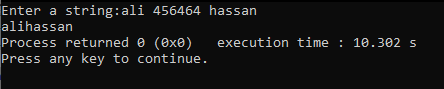 Enter a string:ali 456464 hassan
alihassan
Process returned 0 (0x0)   execution time : 10.302 s
Press any key to continue.